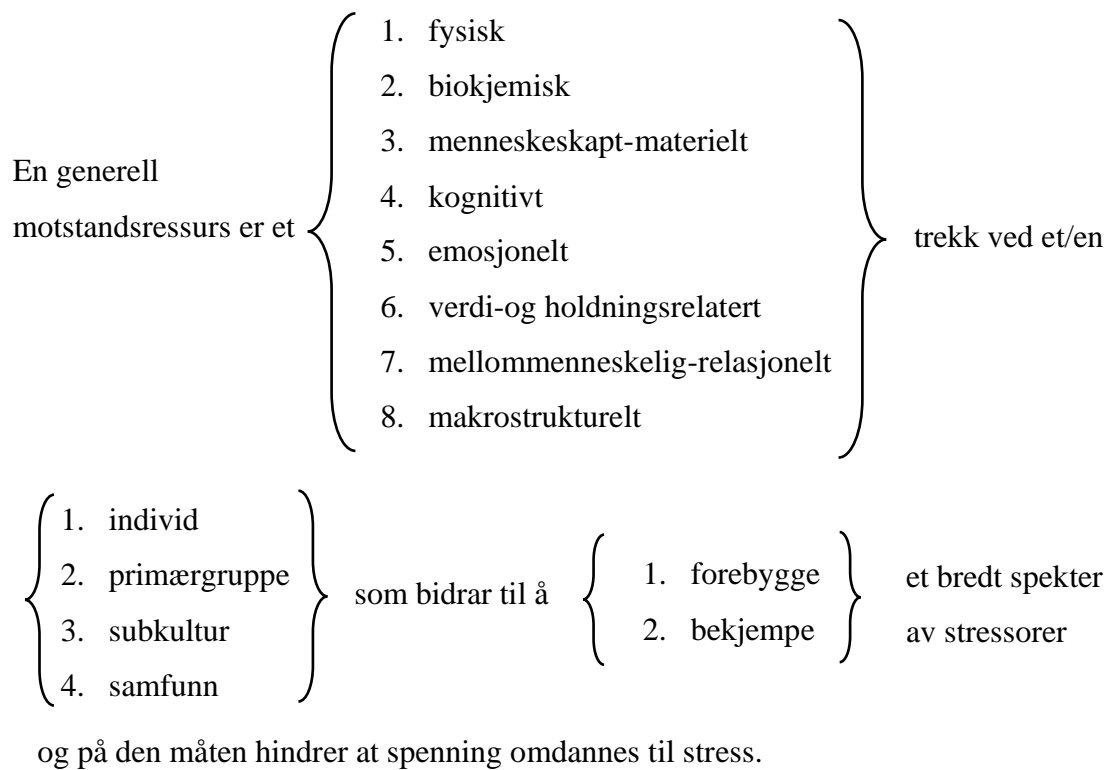 En generell
motstandsressurs er et
1. fysisk
2. biokjemisk
3. menneskeskapt-materielt
4. kognitivt
5. emosjonelt
6. verdi-og holdningsrelatert
7. mellommenneskelig-relasjonelt
8. makrostrukturelt
trekk ved et/en
1. individ
2. primærgruppe
3. subkultur
4. samfunn
som bidrar til å
1. forebygge
2. bekjempe
et bredt spekter
av stressorer
og på den måten hindrer at spenning omdannes til stress.